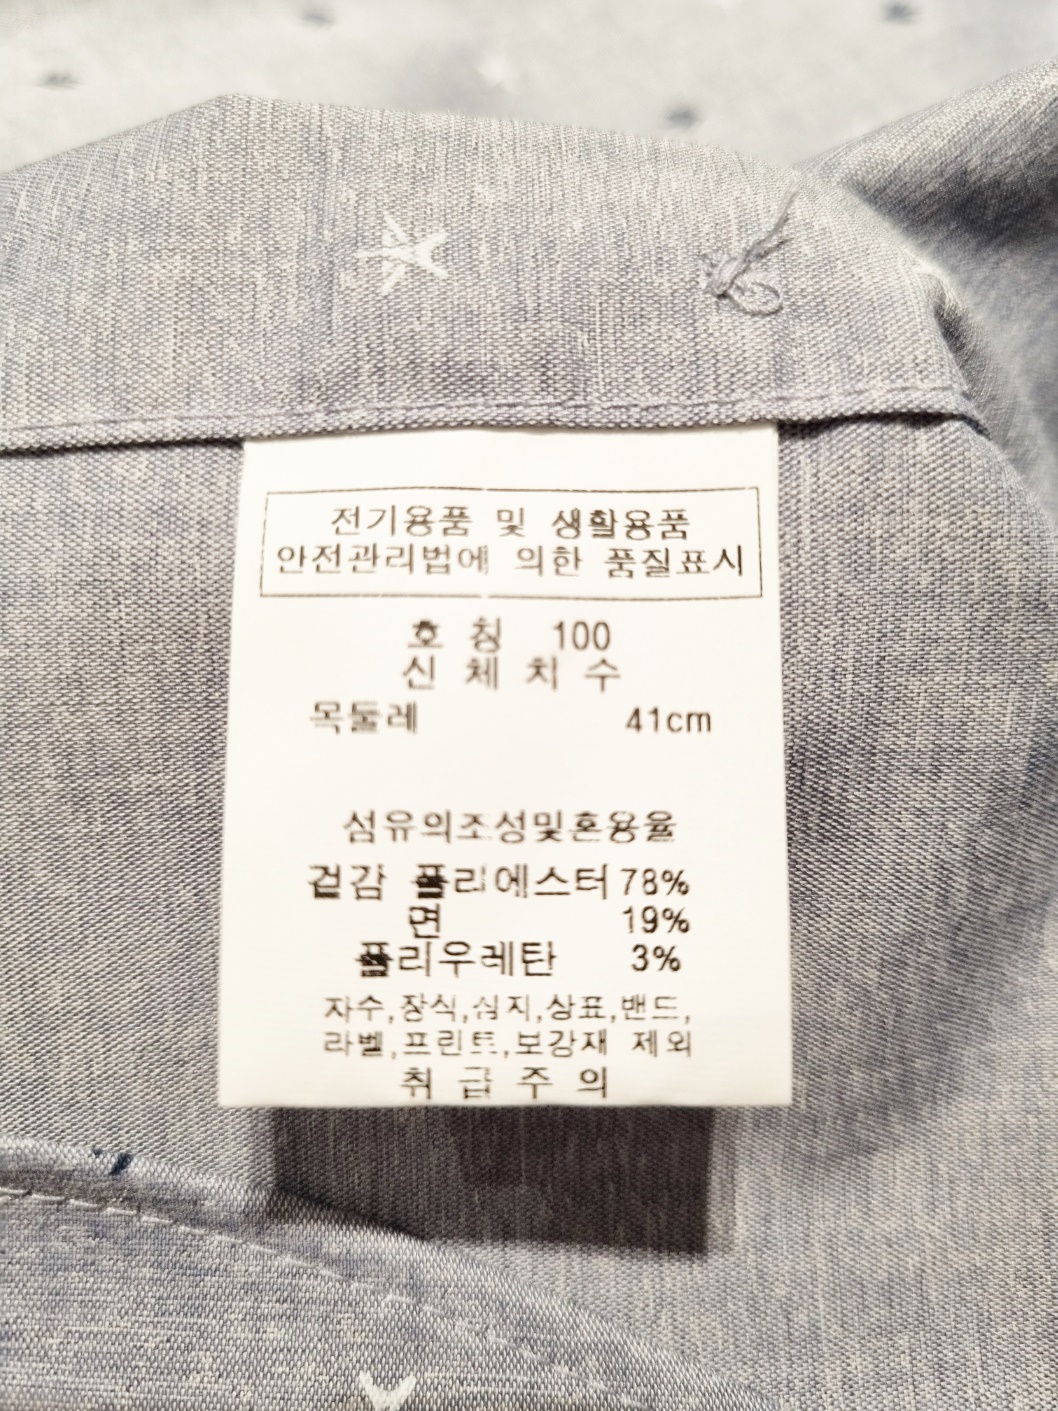 전기용품 및 생활용품
안전관리법에 의한 품질표시
호 칭 100
신 체 치 수
목둘레 41cm
섬유의조성및혼용율
겉감 폴리에스터 78%
면 19%
폴리우레탄 3%
자수,장식,심지,상표,밴드,
라벨,프린트,보강재 제외
취 급 주 의